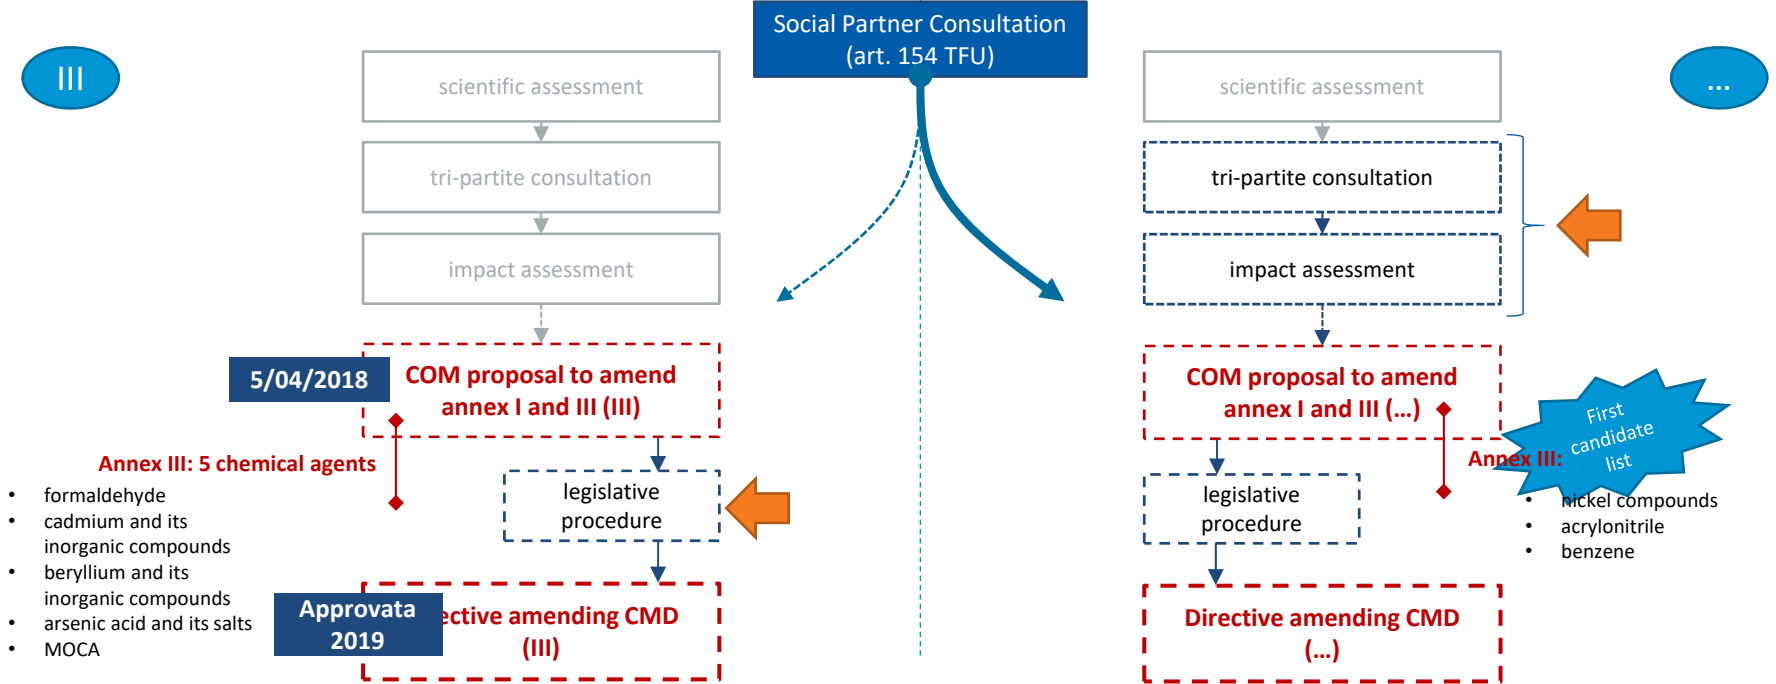 Social Partner Consultation
(art. 154 TFU)
III
scientific assessment
tri-partite consultation
impact assessment
5/04/2018
COM proposal to amend
annex I and III (III)
Annex III: 5 chemical agents
• formaldehyde
• cadmium and its
inorganic compounds
• beryllium and its
inorganic compounds
• arsenic acid and its salts
• MOCA
legislative
procedure
Approvata
2019
ective amending CMD
(III)
...
scientific assessment
tri-partite consultation
impact assessment
COM proposal to amend
annex I and III (...)
First
candidate
list
Annex III:
• nickel compounds
• acrylonitrile
• benzene
legislative
procedure
Directive amending CMD
(...)